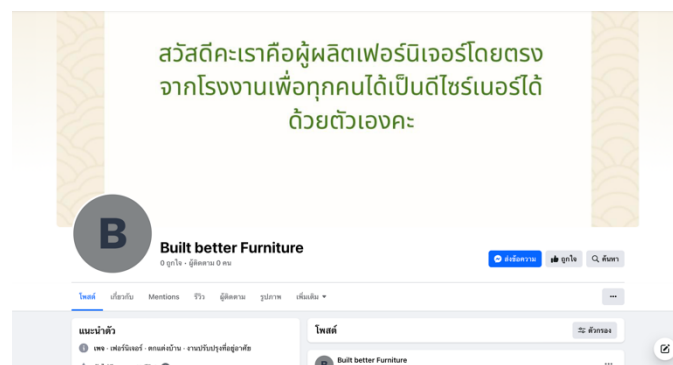 สวัสดีคะเราคือผู้ผลิตเฟอร์นิเจอร์โดยตรง
จากโรงงานเพื่อทุกคนได้เป็นดีไซร์เนอร์ได้
ด้วยตัวเองคะ
B
Built better Furniture
0 ถูกใจ • ผู้ติดตาม 0 คน
ส่งข้อความ ถูกใจ ค้นหา
โพสต์ เกี่ยวกับ Mentions รีวิว ผู้ติดตาม รูปภาพ เพิ่มเติม
แนะนำตัว
เพจ · เฟอร์นิเจอร์ · ตกแต่งบ้าน · งานปรับปรุงที่อยู่อาศัย
โพสต์ ตัวกรอง
Built better Furniture